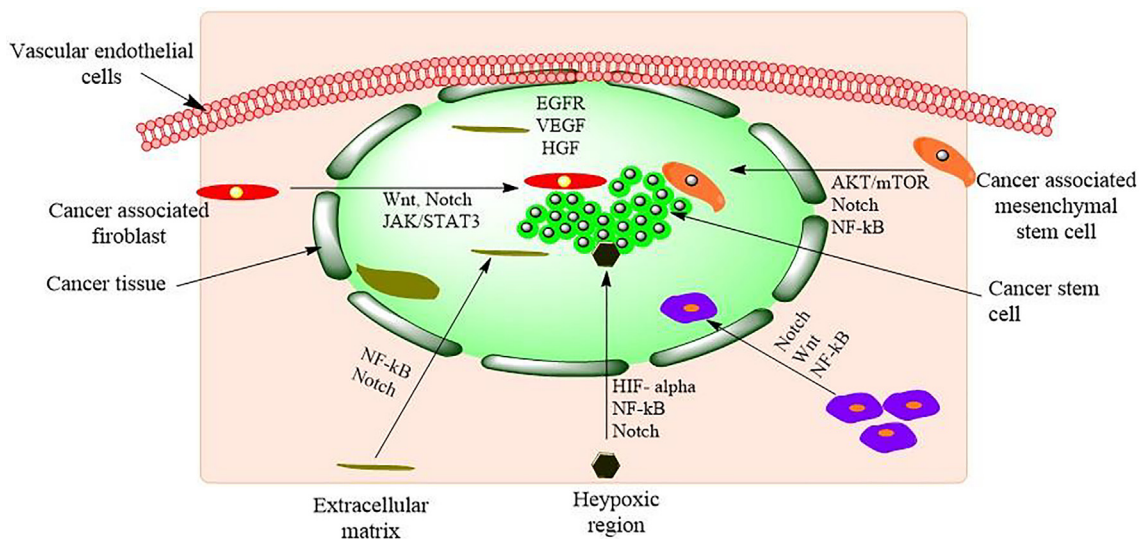 Vascular endothelial
cells
EGFR
VEGF
HGF
Cancer associated
firoblast
Wnt, Notch
JAK/STAT3
AKT/mTOR
Notch
NF-kB
Cancer associated
mesenchymal
stem cell
Cancer tissue
Cancer stem
cell
NF-kB
Notch
HIF- alpha
NF-kB
Notch
Notch
Wnt
NF-kB
Extracellular
matrix
Heypoxic
region